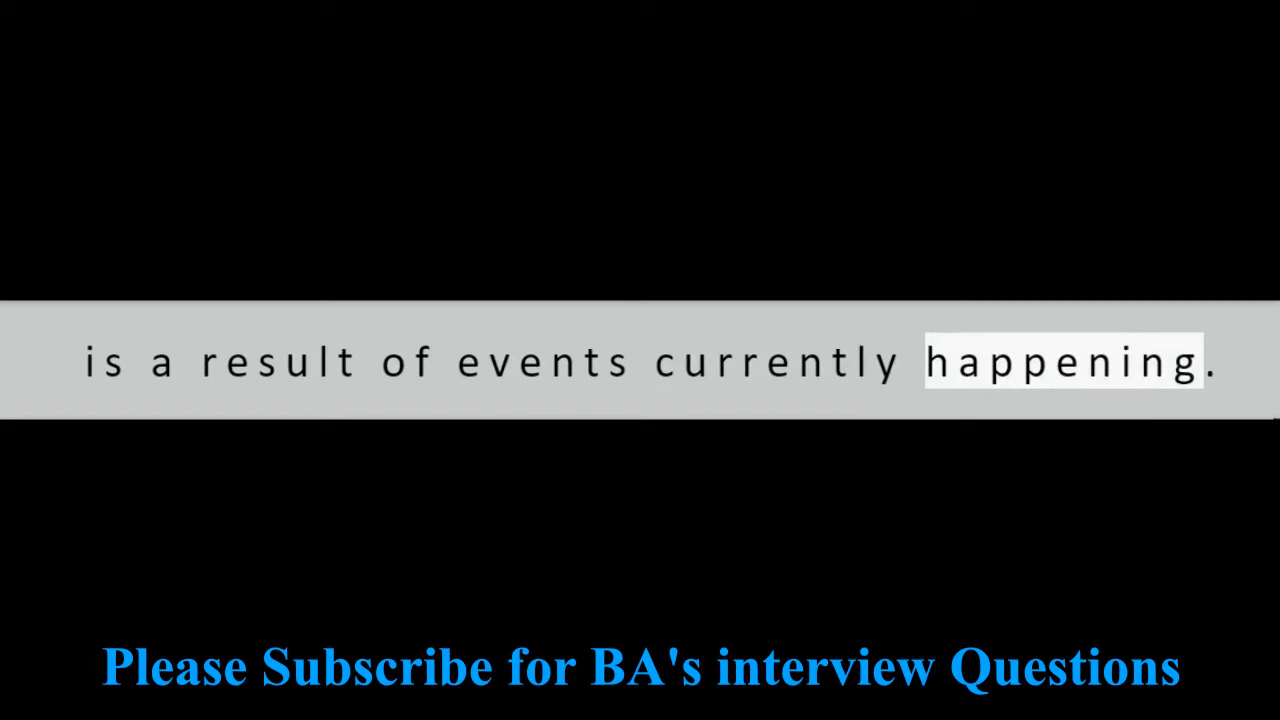 is a result of events currently happening.
Please Subscribe for BA's interview Questions